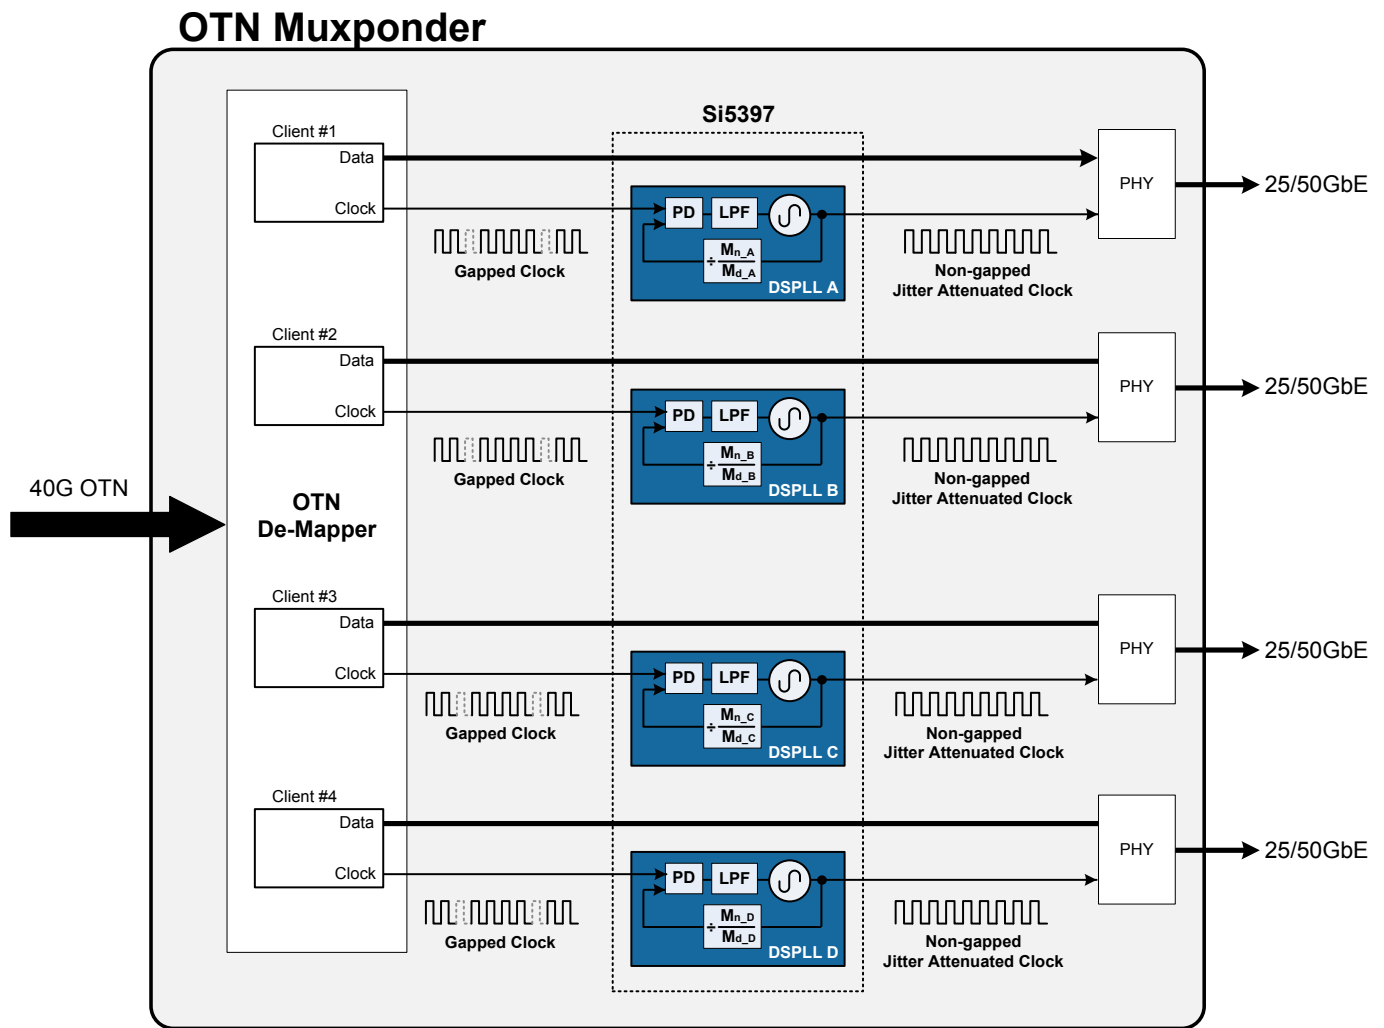 OTN Muxponder
Si5397
Client #1
Data
Clock
PD
LPF
÷
Mn_A
Md_A
DSPLL A
Gapped Clock
Non-gapped
Jitter Attenuated Clock
PHY
25/50GbE
Client #2
Data
Clock
PD
LPF
÷
Mn_B
Md_B
DSPLL B
Gapped Clock
Non-gapped
Jitter Attenuated Clock
PHY
25/50GbE
40G OTN
OTN
De-Mapper
Client #3
Data
Clock
PD
LPF
÷
Mn_C
Md_C
DSPLL C
Gapped Clock
Non-gapped
Jitter Attenuated Clock
PHY
25/50GbE
Client #4
Data
Clock
PD
LPF
÷
Mn_D
Md_D
DSPLL D
Gapped Clock
Non-gapped
Jitter Attenuated Clock
PHY
25/50GbE